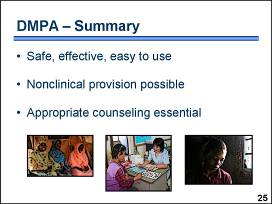 DMPA – Summary
• Safe, effective, easy to use
• Nonclinical provision possible
• Appropriate counseling essential
25